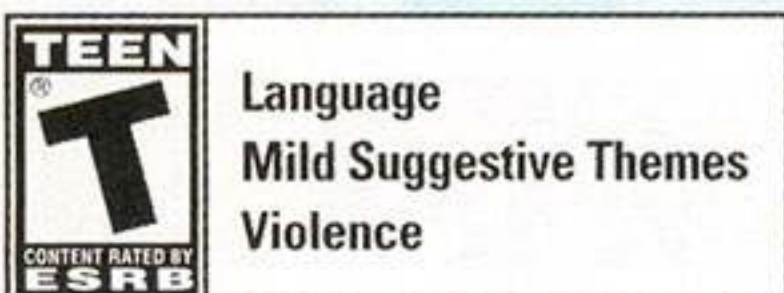 TEEN
®
T
CONTENT RATED BY
ESRB
Language
Mild Suggestive Themes
Violence